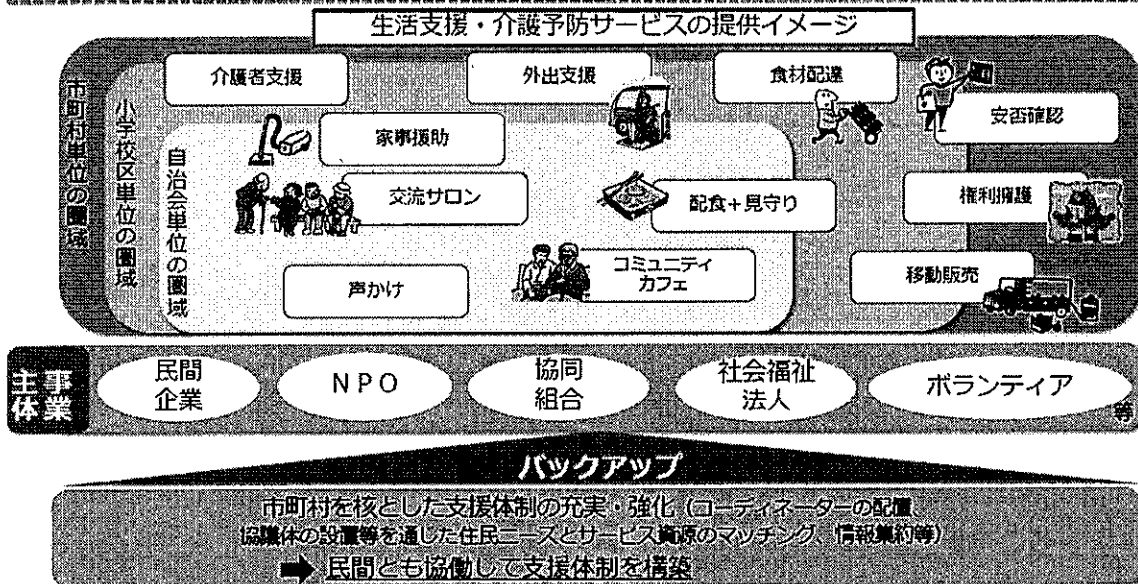 生活支援・介護予防サービスの提供イメージ
市町村単位の圏域
小学校区単位の圏域
自治会単位の圏域
介護者支援
外出支援
食材配達
安否確認
家事援助
交流サロン
配食+見守り
権利擁護
声かけ
コミュニティ
カフェ
移動販売
事業
主体
民間
企業
NPO
協同
組合
社会福祉
法人
ボランティア
等
バックアップ
市町村を核とした支援体制の充実・強化(コーディネーターの配置、
協議体の設置等を通じた住民ニーズとサービス資源のマッチング、情報集約等)
➡ 民間とも協働して支援体制を構築